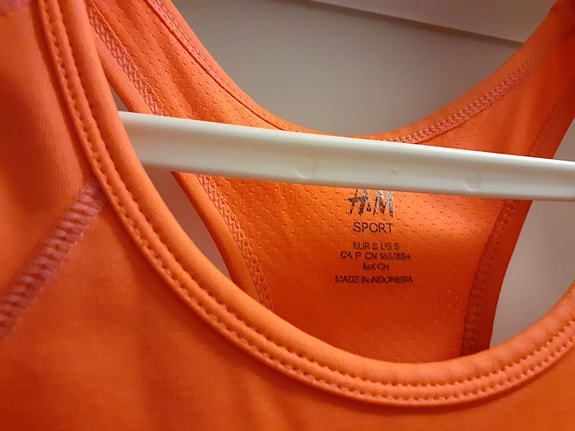 H&M
SPORT
EUR S US S
CA P CN 165/88A
MX CH
MADE IN INDONESIA